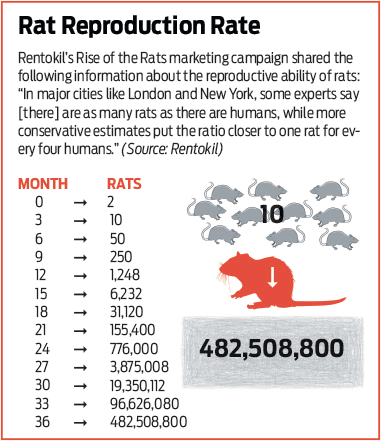 Rat Reproduction Rate
Rentokil's Rise of the Rats marketing campaign shared the
following information about the reproductive ability of rats:
“In major cities like London and New York, some experts say
[there] are as many rats as there are humans, while more
conservative estimates put the ratio closer to one rat for ev-
ery four humans.” (Source: Rentokil)
MONTH RATS
0 → 2
3 → 10
6 → 50
9 → 250
12 → 1,248
15 → 6,232
18 → 31,120
21 → 155,400
24 → 776,000
27 → 3,875,008
30 → 19,350,112
33 → 96,626,080
36 → 482,508,800
10
482,508,800